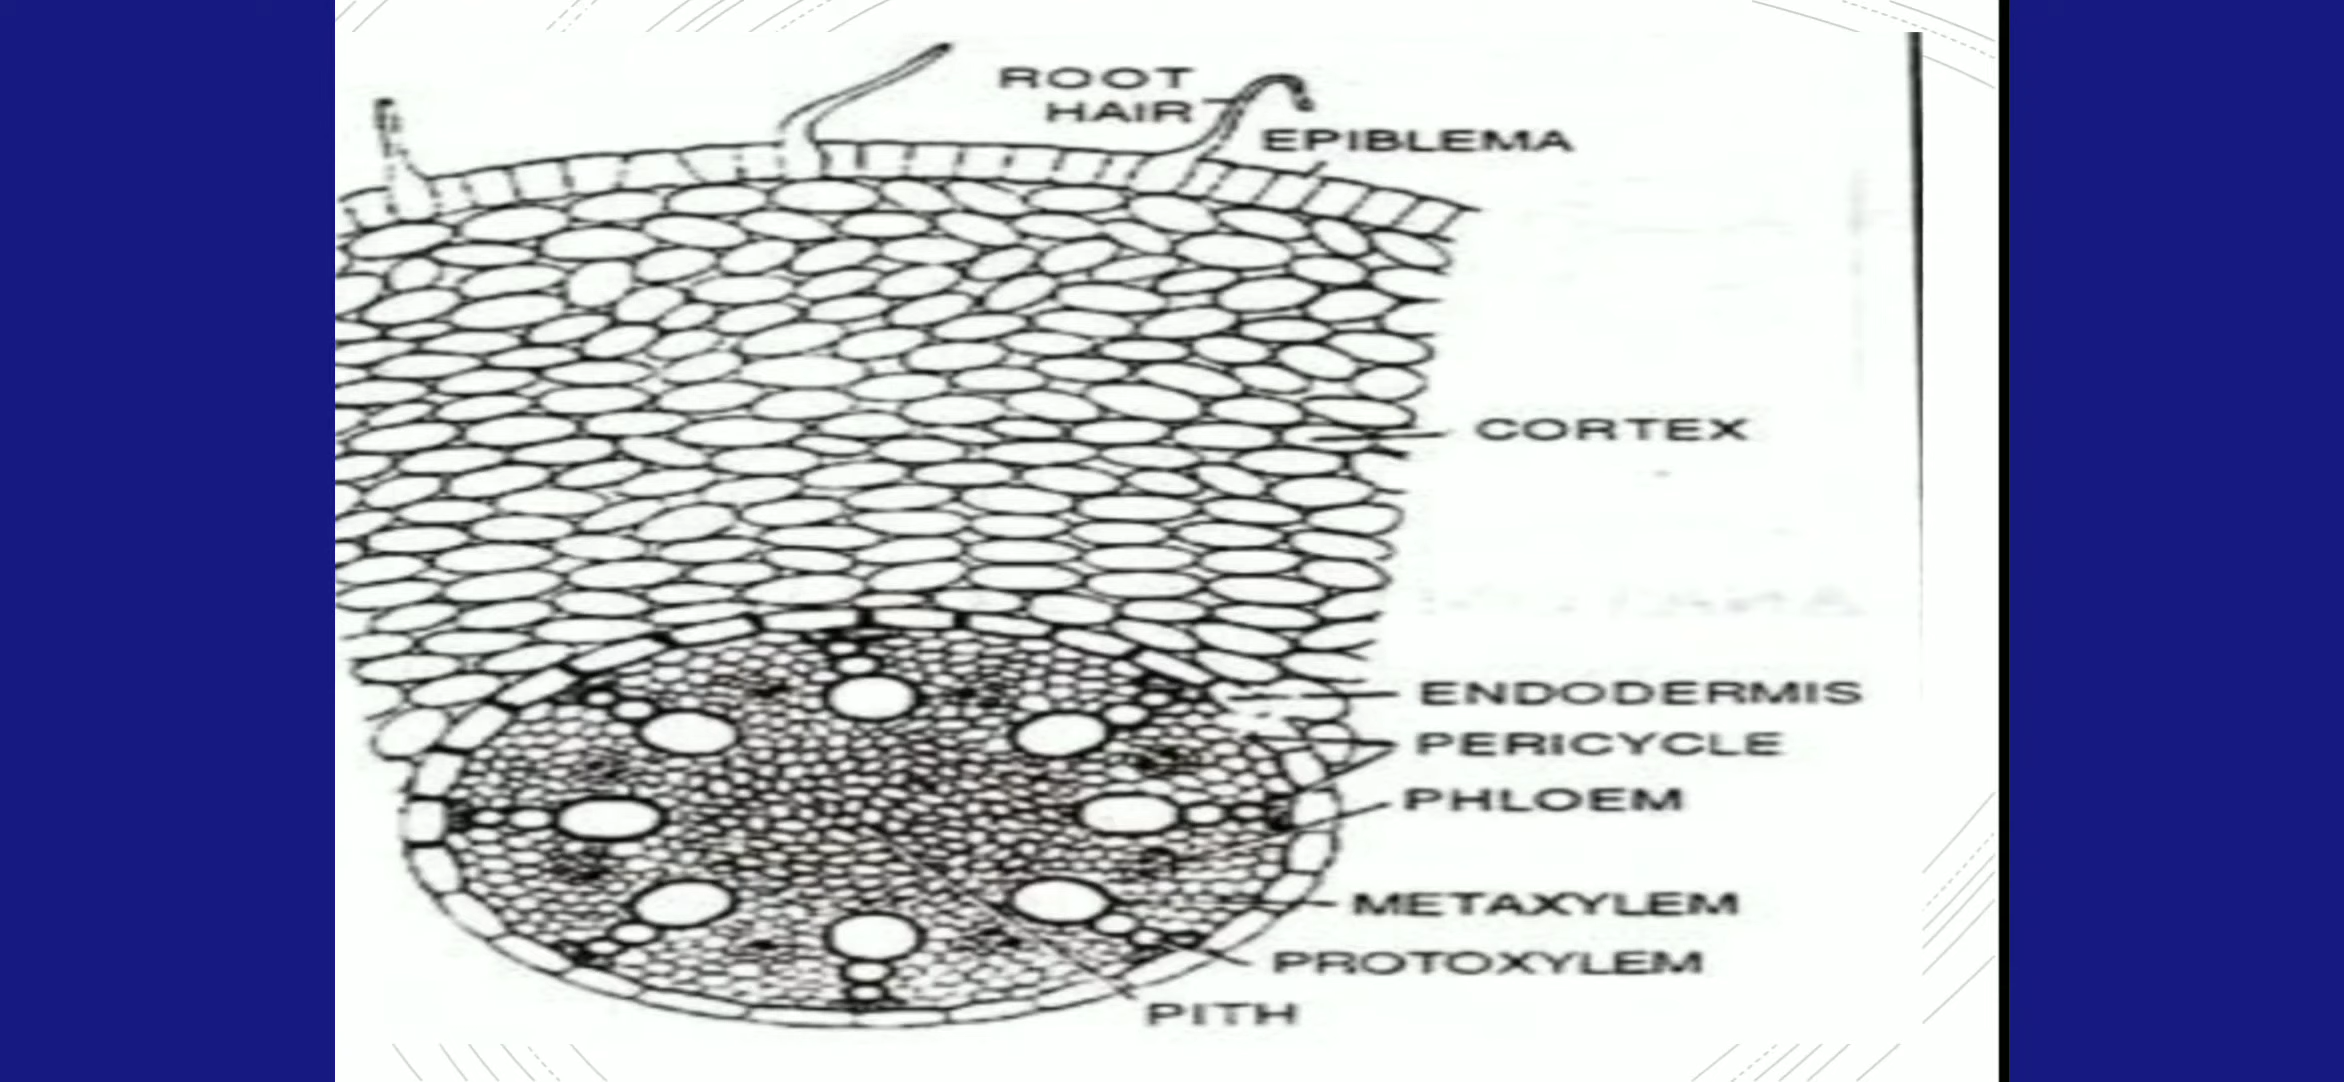 ROOT
HAIR
EPIBLEMA
CORTEX
ENDODERMIS
PERICYCLE
PHLOEM
METAXYLEM
PROTOXYLEM
PITH